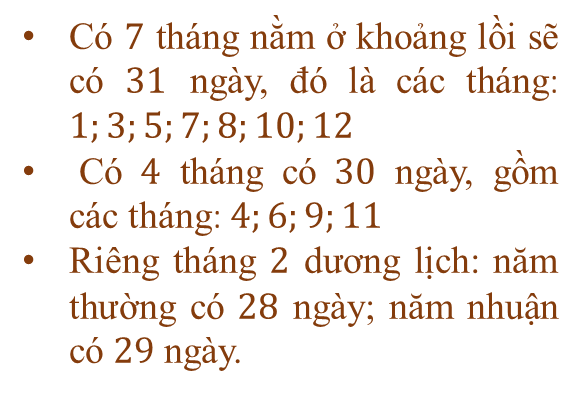 • Có 7 tháng nằm ở khoảng lồi sẽ
có 31 ngày, đó là các tháng:
1; 3; 5; 7; 8; 10; 12
• Có 4 tháng có 30 ngày, gồm
các tháng: 4; 6; 9; 11
• Riêng tháng 2 dương lịch: năm
thường có 28 ngày; năm nhuận
có 29 ngày.